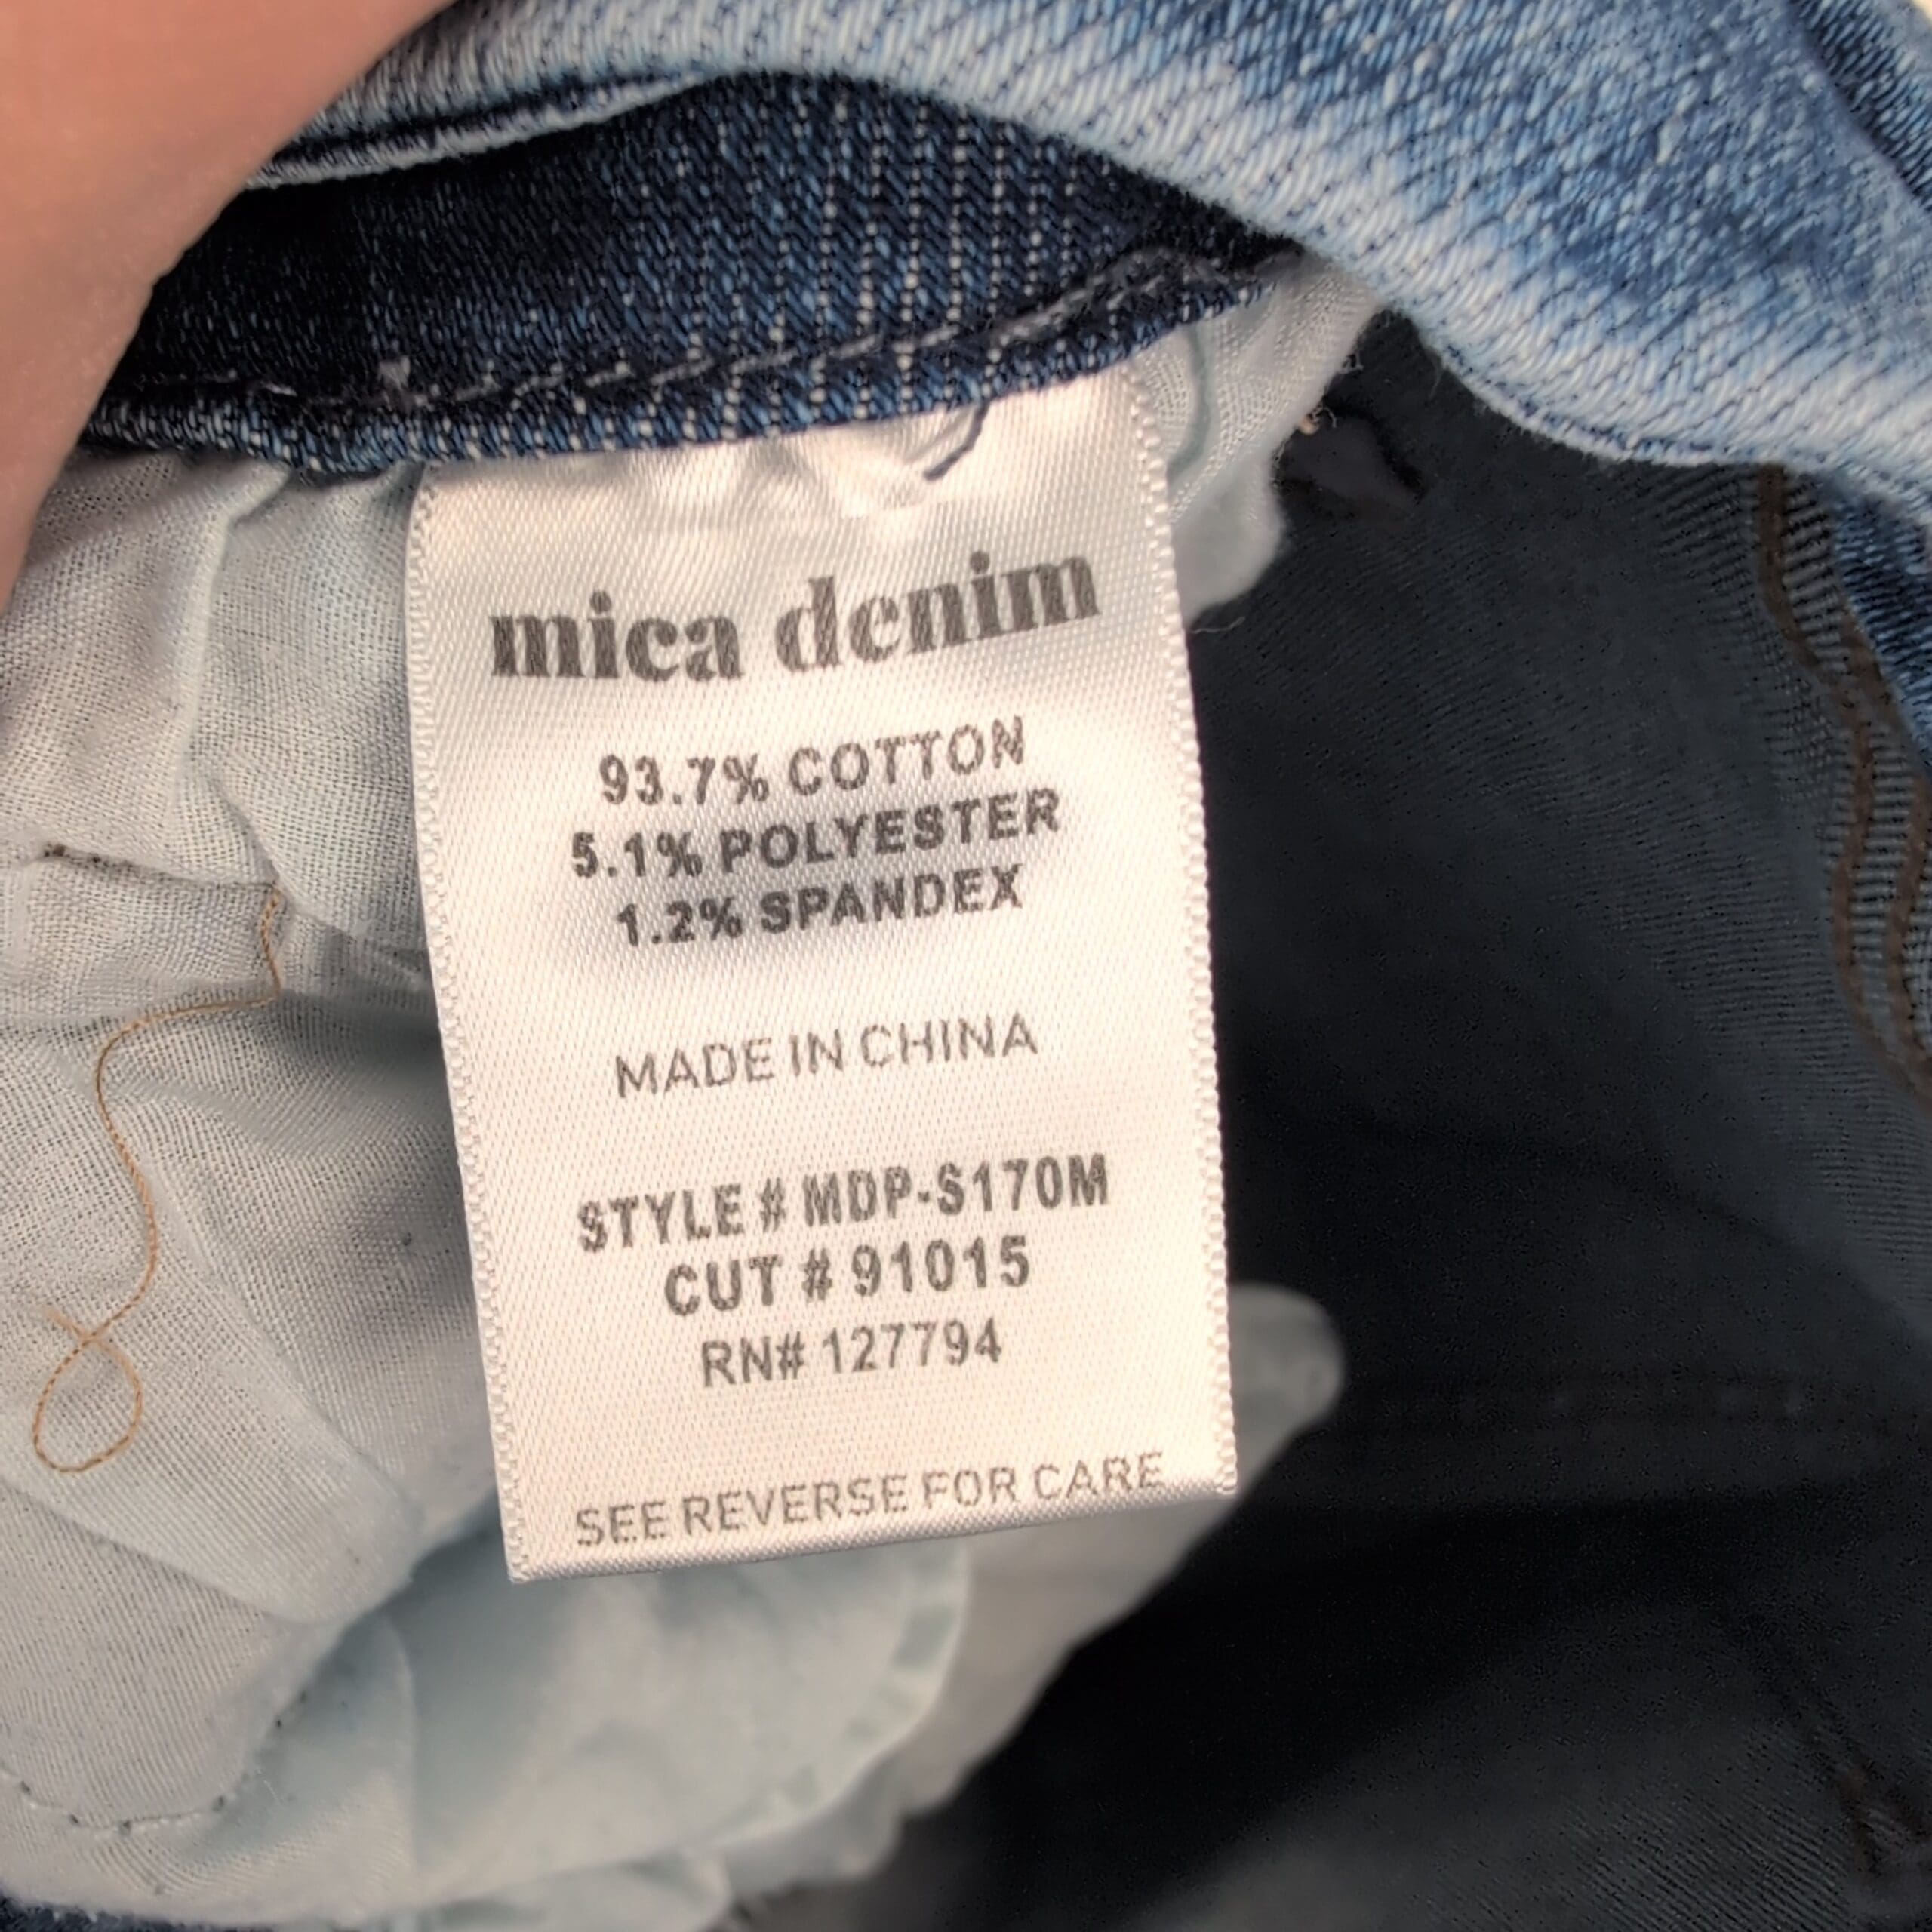 mica denim
93.7% COTTON
5.1% POLYESTER
1.2% SPANDEX
MADE IN CHINA
STYLE # MDP-S170M
CUT # 91015
RN# 127794
SEE REVERSE FOR CARE